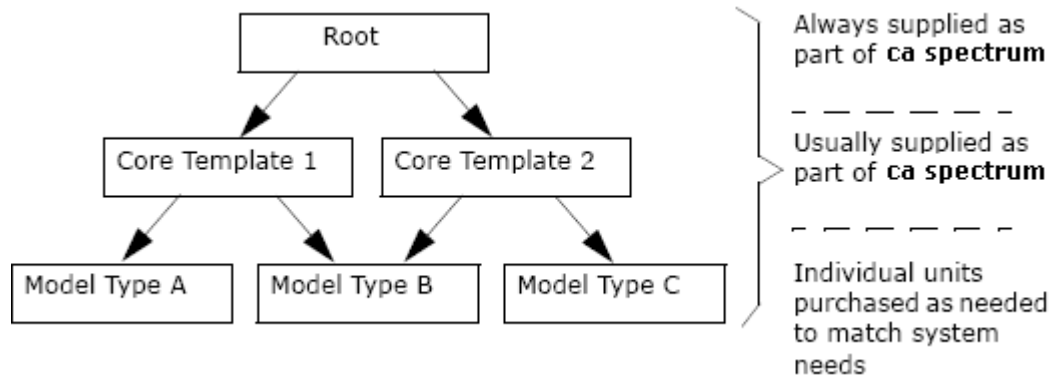 Root
Always supplied as
part of ca spectrum
Core Template 1
Core Template 2
Usually supplied as
part of ca spectrum
Model Type A
Model Type B
Model Type C
Individual units
purchased as needed
to match system
needs